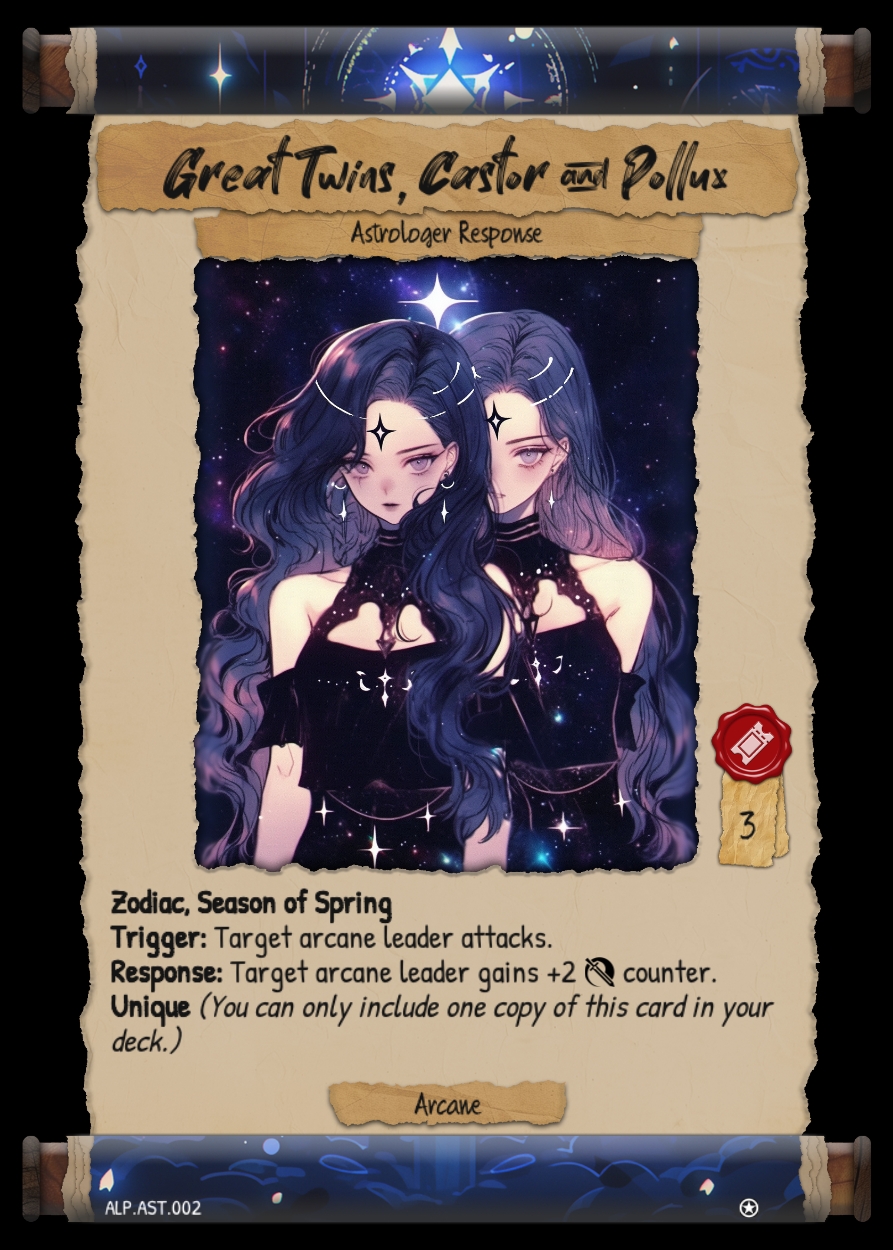 Great Twins, Castor and Pollux
Astrologer Response
3
Zodiac, Season of Spring
Trigger: Target arcane leader attacks.
Response: Target arcane leader gains +2 counter.
Unique (You can only include one copy of this card in your
deck.)
Arcane
ALP.AST.002